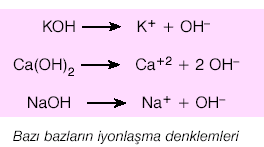 KOH → K⁺ + OH⁻
Ca(OH)₂ → Ca⁺² + 2 OH⁻
NaOH → Na⁺ + OH⁻
Bazı bazların iyonlaşma denklemleri